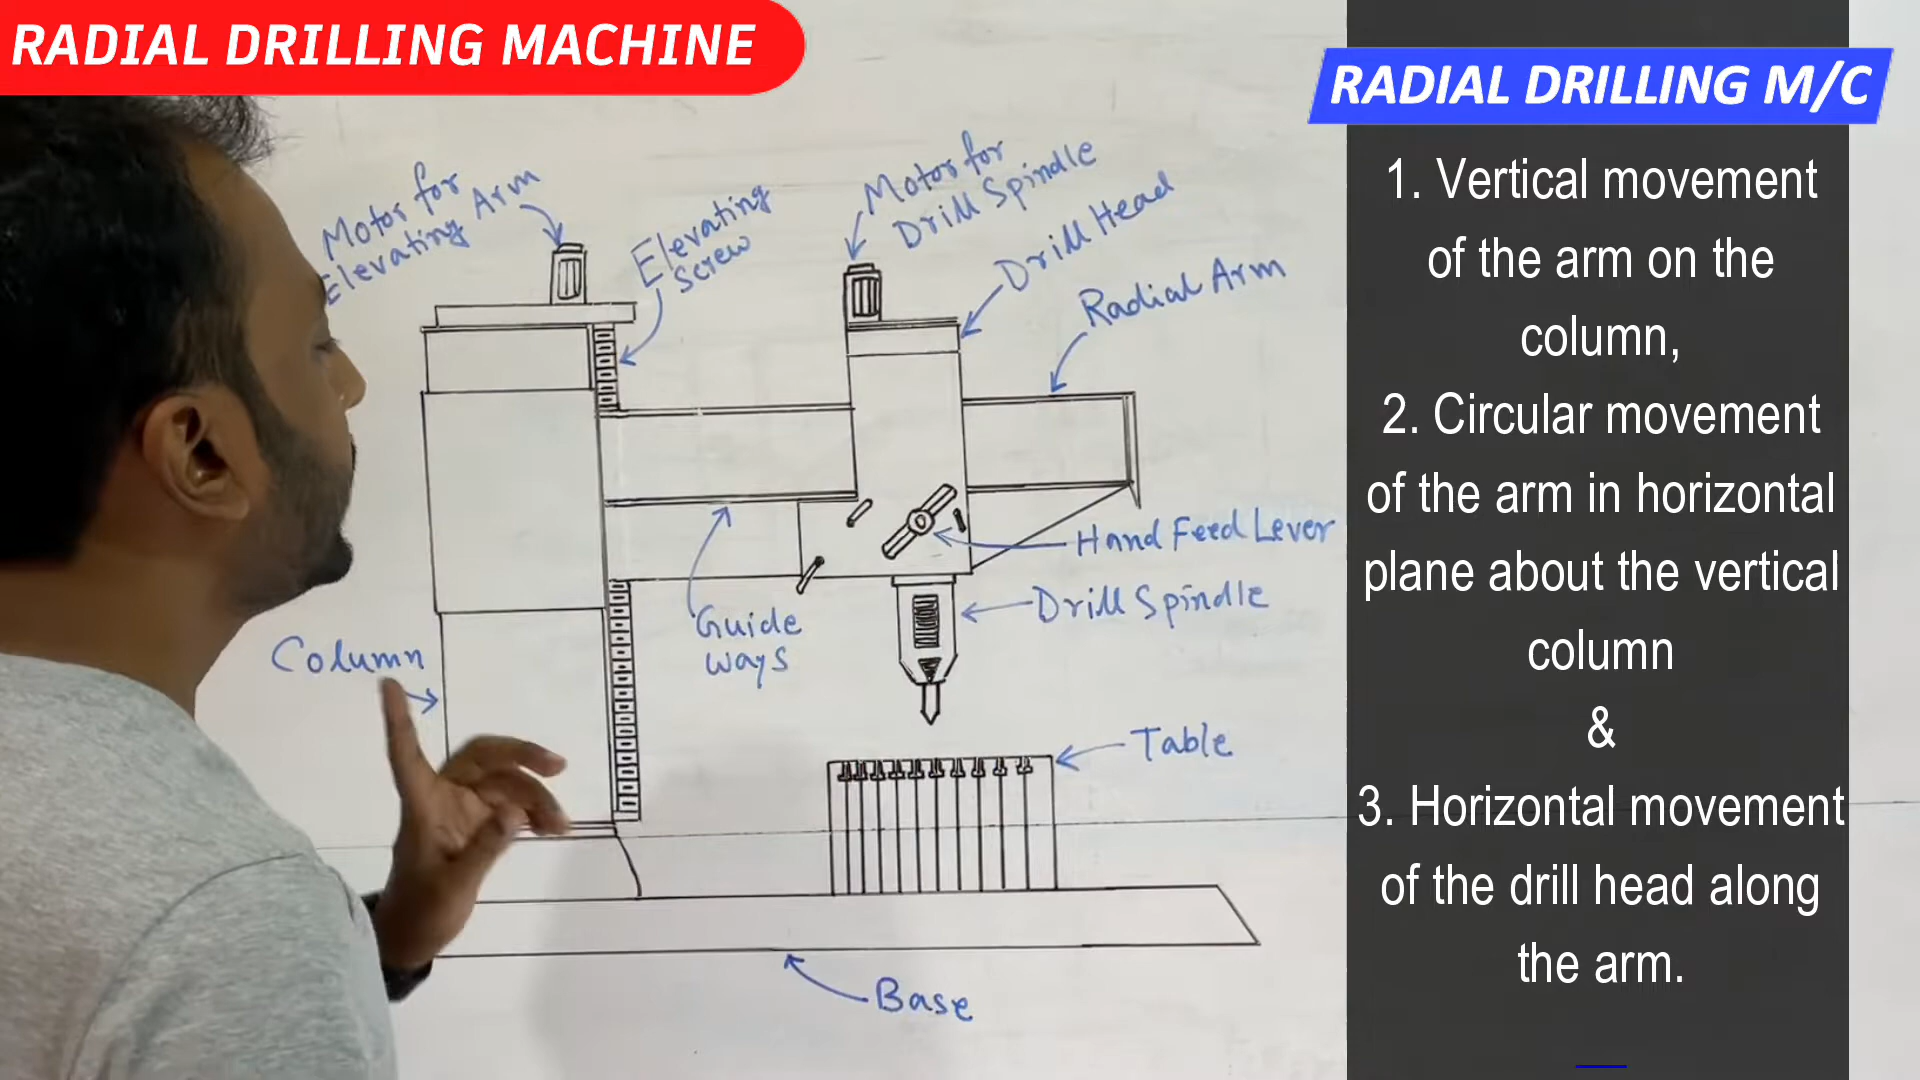 RADIAL DRILLING MACHINE
RADIAL DRILLING M/C
Motor for
Elevating Arm
Elevating
Screw
Motor for
Drill Spindle
Drill Head
Radial Arm
Hand Feed Lever
Drill Spindle
Guide
ways
Column
Table
Base
1. Vertical movement
of the arm on the
column,
2. Circular movement
of the arm in horizontal
plane about the vertical
column
&
3. Horizontal movement
of the drill head along
the arm.